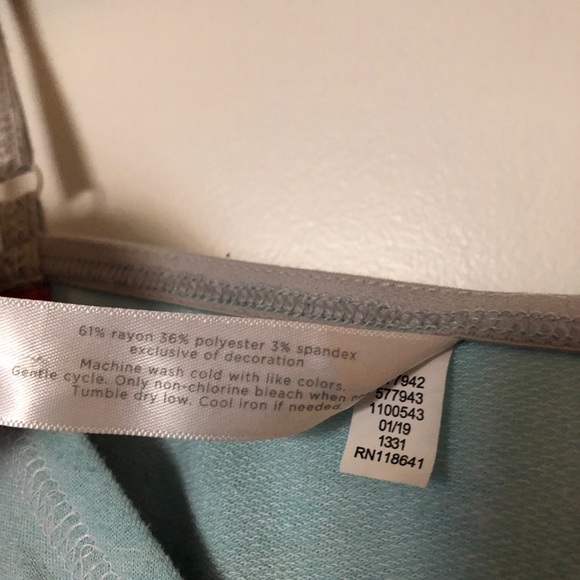 61% rayon 36% polyester 3% spandex
exclusive of decoration
Machine wash cold with like colors.
Gentle cycle. Only non-chlorine bleach when
Tumble dry low. Cool iron if needed.
577943
1100543
01/19
1331
RN118641